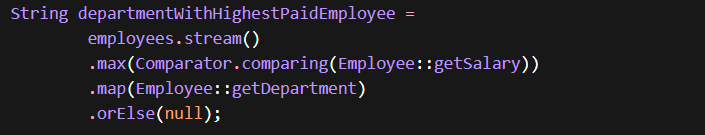 String departmentWithHighestPaidEmployee =
        employees.stream()
        .max(Comparator.comparing(Employee::getSalary))
        .map(Employee::getDepartment)
        .orElse(null);